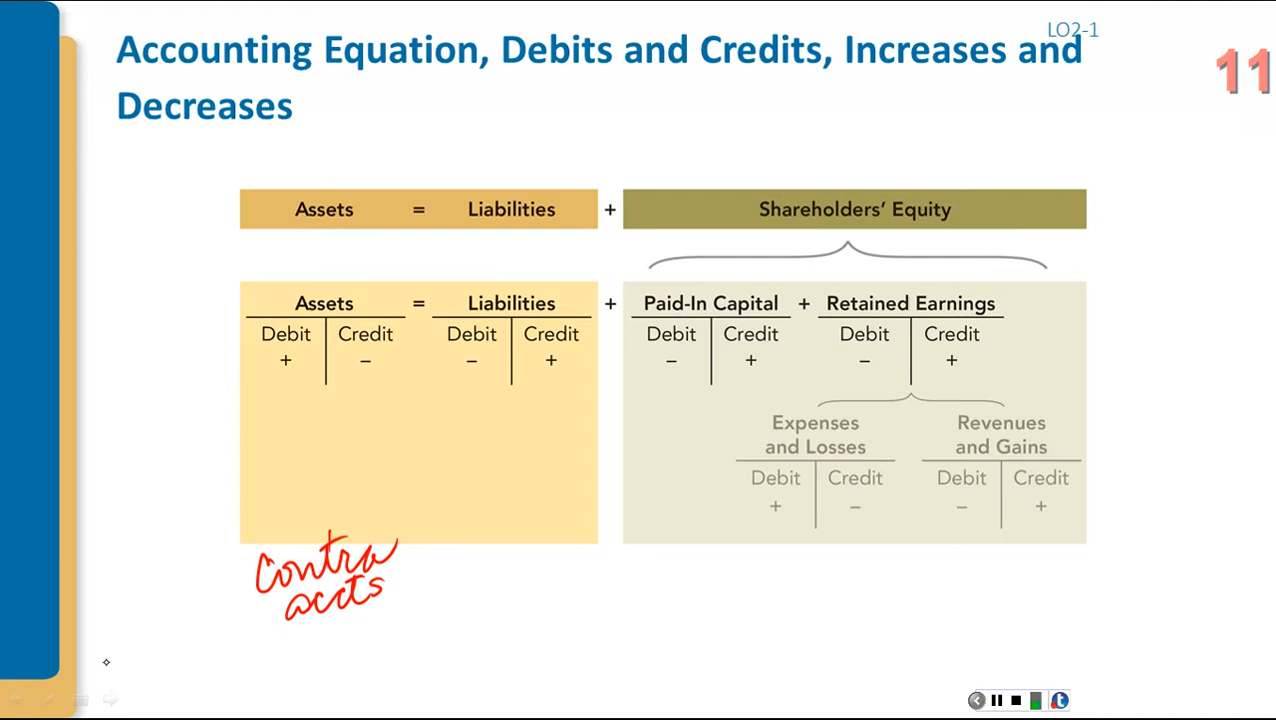 LO2-1
Accounting Equation, Debits and Credits, Increases and
Decreases
11
Assets = Liabilities + Shareholders' Equity
Assets = Liabilities + Paid-In Capital + Retained Earnings
Debit Credit Debit Credit Debit Credit Debit Credit
+ – – + – + – +
Expenses Revenues
and Losses and Gains
Debit Credit Debit Credit
+ – – +
Contra
accts